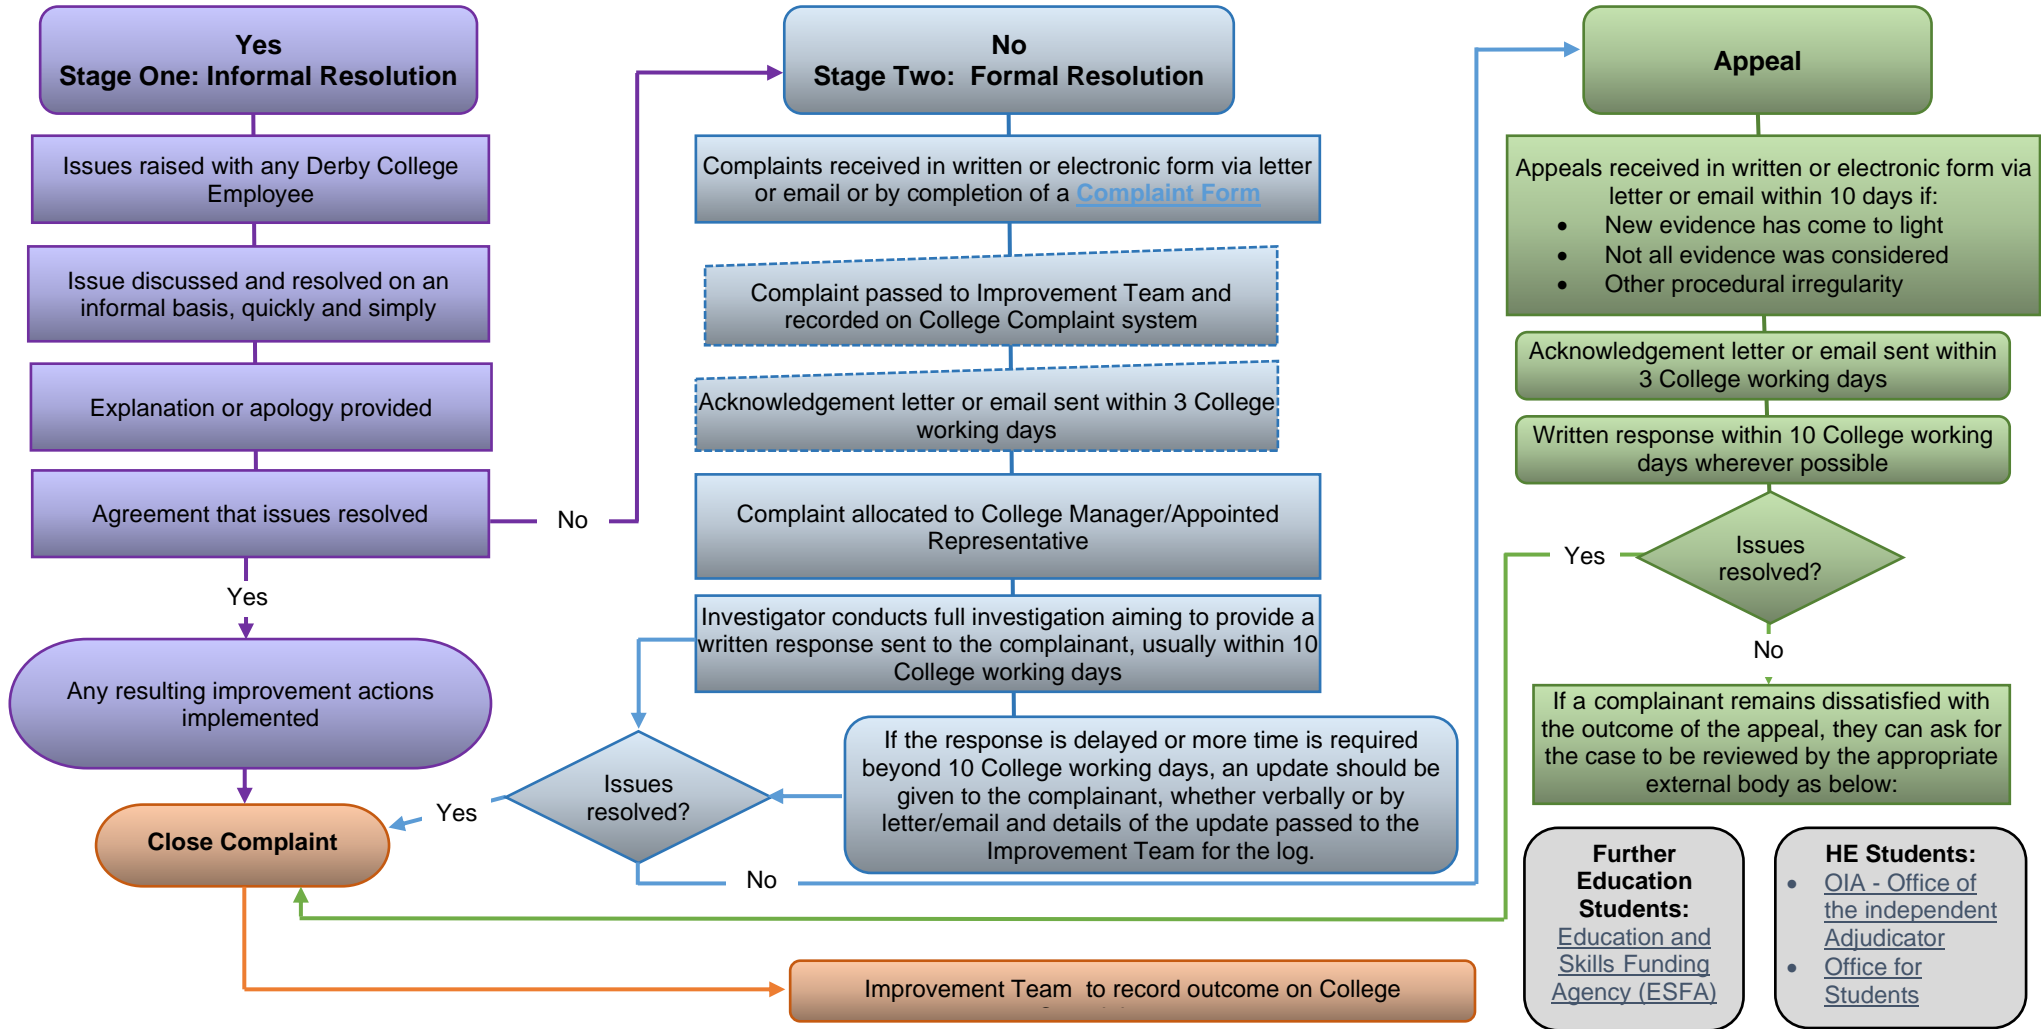 Yes
Stage One: Informal Resolution
Issues raised with any Derby College
Employee
Issue discussed and resolved on an
informal basis, quickly and simply
Explanation or apology provided
Agreement that issues resolved
No
Yes
Any resulting improvement actions
implemented
Close Complaint
No
Stage Two:  Formal Resolution
Complaints received in written or electronic form via letter
or email or by completion of a Complaint Form
Complaint passed to Improvement Team and
recorded on College Complaint system
Acknowledgement letter or email sent within 3 College
working days
Complaint allocated to College Manager/Appointed
Representative
Investigator conducts full investigation aiming to provide a
written response sent to the complainant, usually within 10
College working days
If the response is delayed or more time is required
beyond 10 College working days, an update should be
given to the complainant, whether verbally or by
letter/email and details of the update passed to the
Improvement Team for the log.
Issues
resolved?
Yes
No
Improvement Team  to record outcome on College
Appeal
Appeals received in written or electronic form via
letter or email within 10 days if:
• New evidence has come to light
• Not all evidence was considered
• Other procedural irregularity
Acknowledgement letter or email sent within
3 College working days
Written response within 10 College working
days wherever possible
Issues
resolved?
Yes
No
If a complainant remains dissatisfied with
the outcome of the appeal, they can ask for
the case to be reviewed by the appropriate
external body as below:
Further
Education
Students:
Education and
Skills Funding
Agency (ESFA)
HE Students:
• OIA - Office of
the independent
Adjudicator
• Office for
Students